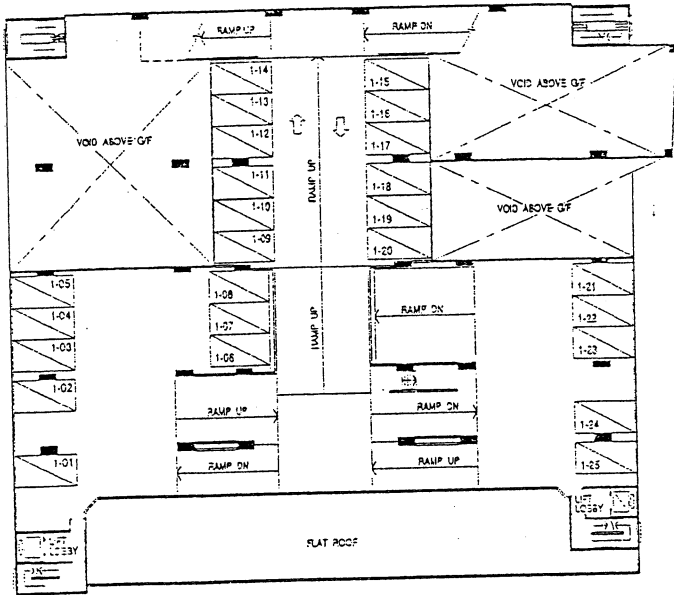 RAMP UP
RAMP DN
1-14
1-13
1-12
1-11
1-10
1-09
1-15
1-16
1-17
1-18
1-19
1-20
VOID ABOVE G/F
VOID ABOVE G/F
VOID ABOVE G/F
RAMP UP
RAMP UP
1-05
1-04
1-03
1-02
1-01
1-08
1-07
1-06
RAMP DN
1-21
1-22
1-23
1-24
1-25
RAMP UP
RAMP DN
RAMP DN
RAMP UP
LIFT
LOBBY
LIFT
LOBBY
FLAT ROOF